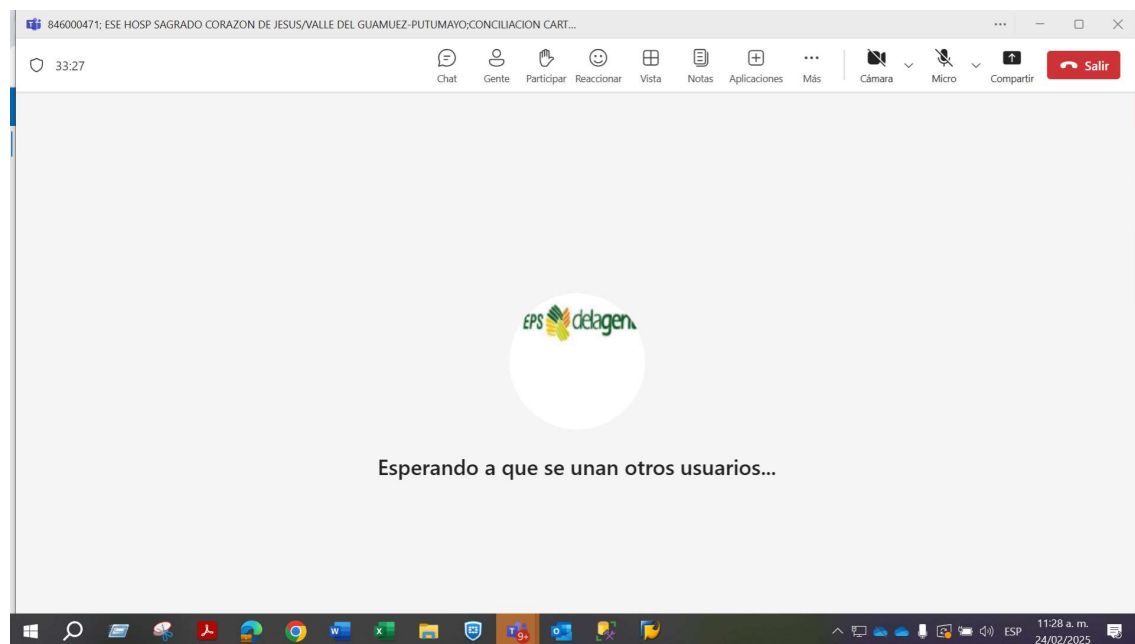 846000471; ESE HOSP SAGRADO CORAZON DE JESUS/VALLE DEL GUAMUEZ-PUTUMAYO;CONCILIACION CART...
33:27
Chat
Gente
Participar
Reaccionar
Vista
Notas
Aplicaciones
Más
Cámara
Micro
Compartir
Salir
EPS delagen
Esperando a que se unan otros usuarios...
9+
ESP
11:28 a. m.
24/02/2025